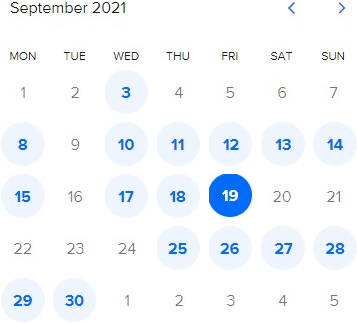 September 2021
MON TUE WED THU FRI SAT SUN
1 2 3 4 5 6 7
8 9 10 11 12 13 14
15 16 17 18 19 20 21
22 23 24 25 26 27 28
29 30 1 2 3 4 5